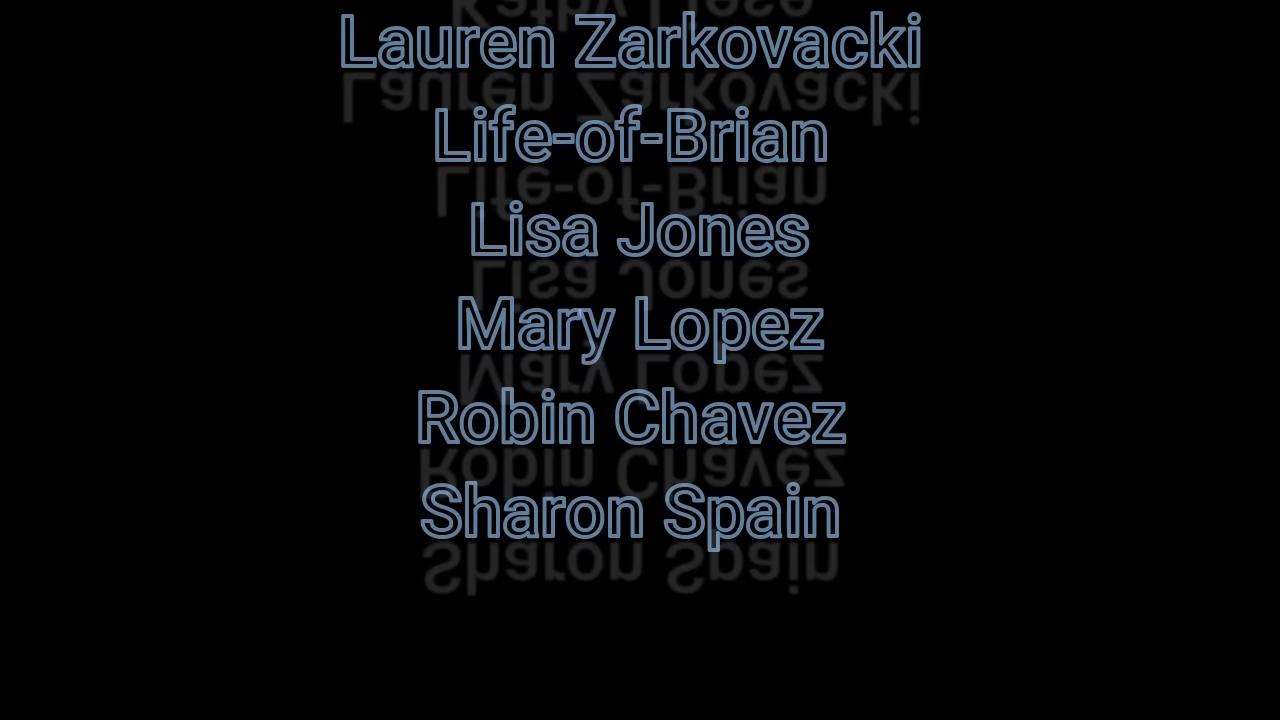 Lauren Zarkovacki
Life-of-Brian
Lisa Jones
Mary Lopez
Robin Chavez
Sharon Spain